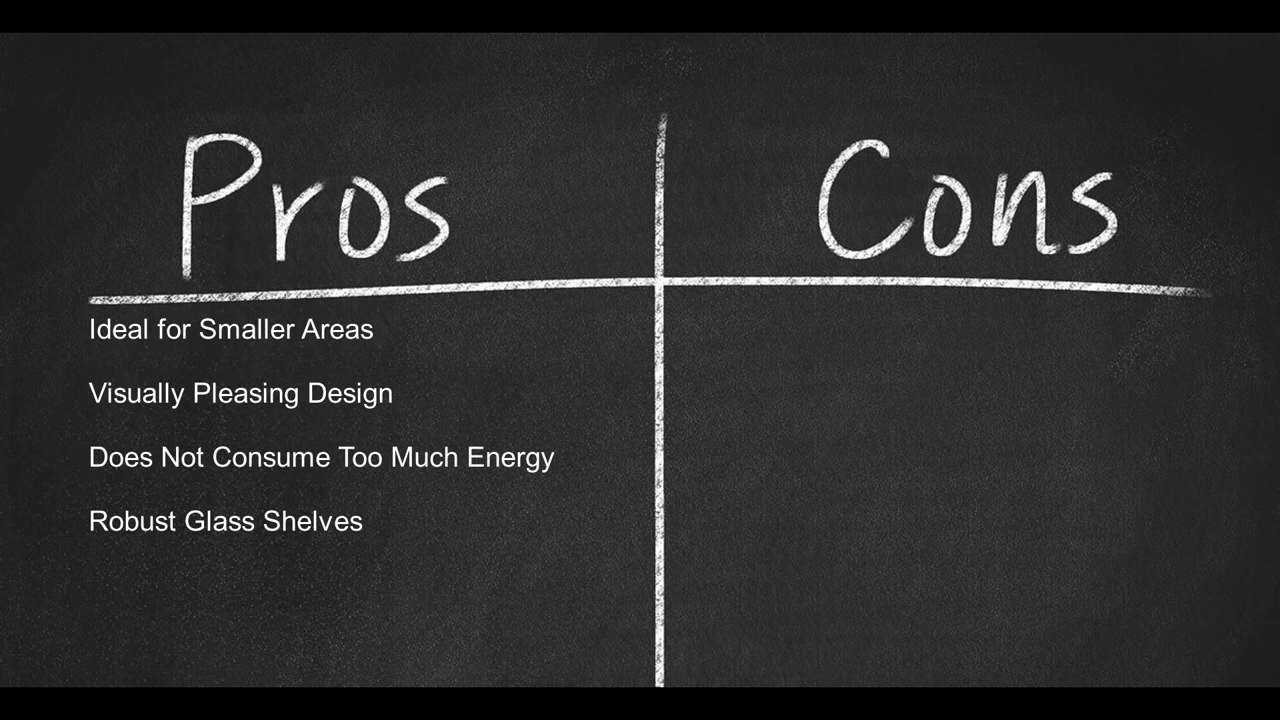 Pros
Cons
Ideal for Smaller Areas
Visually Pleasing Design
Does Not Consume Too Much Energy
Robust Glass Shelves